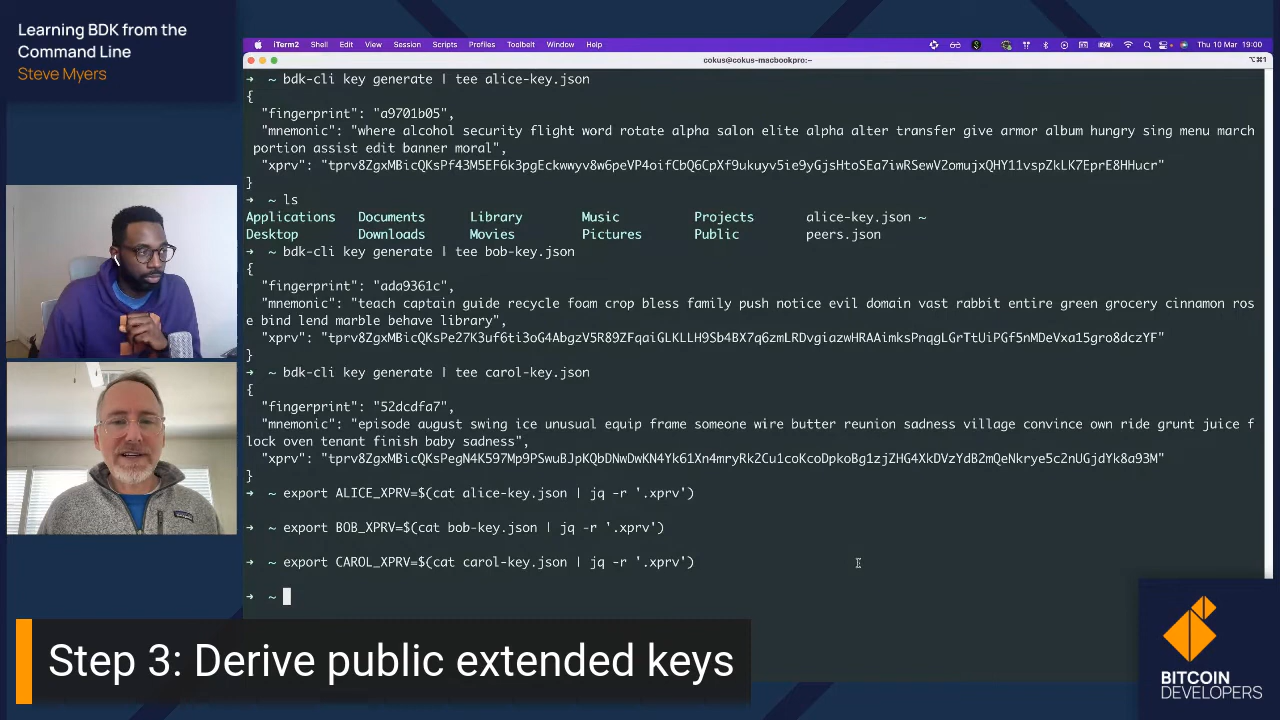 Learning BDK from the
Command Line
Steve Myers
iTerm2 Shell Edit View Session Scripts Profiles Toolbelt Window Help Thu 10 Mar 19:00
cokus@cokus-macbookpro:~ ⌥⌘1
➜ ~ bdk-cli key generate | tee alice-key.json
{
"fingerprint": "a9701b05",
"mnemonic": "where alcohol security flight word rotate alpha salon elite alpha alter transfer give armor album hungry sing menu march
portion assist edit banner moral",
"xprv": "tprv8ZgxMBicQKsPf43M5EF6k3pgEckwwyv8w6peVP4oifCbQ6CpXf9ukuyv5ie9yGjsHtoSEa7iwRSewV2omujxQHY11vspZkLK7EprE8HHucr"
}
➜ ~ ls
Applications Documents Library Music Projects alice-key.json ~
Desktop Downloads Movies Pictures Public peers.json
➜ ~ bdk-cli key generate | tee bob-key.json
{
"fingerprint": "ada9361c",
"mnemonic": "teach captain guide recycle foam crop bless family push notice evil domain vast rabbit entire green grocery cinnamon ros
e bind lend marble behave library",
"xprv": "tprv8ZgxMBicQKsPe27K3uf6ti3oG4AbgzV5R89ZFqaiGLKLLH9Sb4BX7q6zmLRDvgiazwHRAAimksPnqgLGrTtUiPGf5nMDeVxa15gro8dczYF"
}
➜ ~ bdk-cli key generate | tee carol-key.json
{
"fingerprint": "52dcdfa7",
"mnemonic": "episode august swing ice unusual equip frame someone wire butter reunion sadness village convince own ride grunt juice f
lock oven tenant finish baby sadness",
"xprv": "tprv8ZgxMBicQKsPegN4K597Mp9PSwuBJpKQbDNwDwKN4Yk61Xn4mryRk2Cu1coKcoDpkoBg1zjZHG4XkDVzYdB2mQeNkrye5c2nUGjdYk8a93M"
}
➜ ~ export ALICE_XPRV=$(cat alice-key.json | jq -r '.xprv')
➜ ~ export BOB_XPRV=$(cat bob-key.json | jq -r '.xprv')
➜ ~ export CAROL_XPRV=$(cat carol-key.json | jq -r '.xprv')
➜ ~
Step 3: Derive public extended keys
BITCOIN
DEVELOPERS